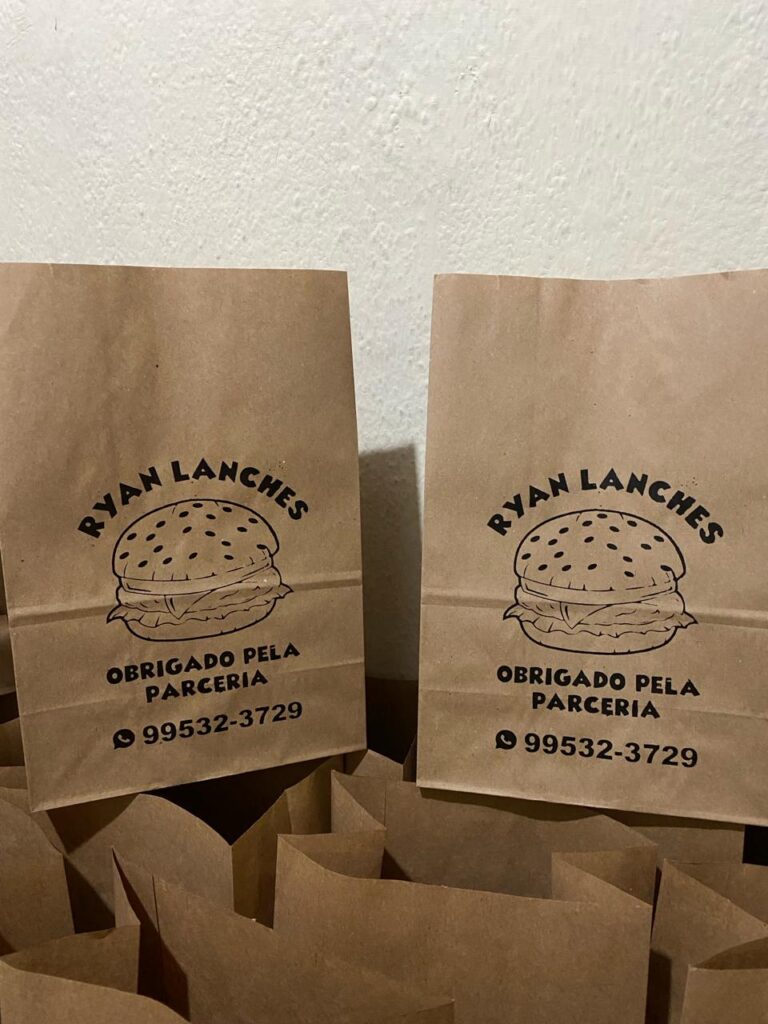 RYAN LANCHES
OBRIGADO PELA
PARCERIA
99532-3729
RYAN LANCHES
OBRIGADO PELA
PARCERIA
99532-3729